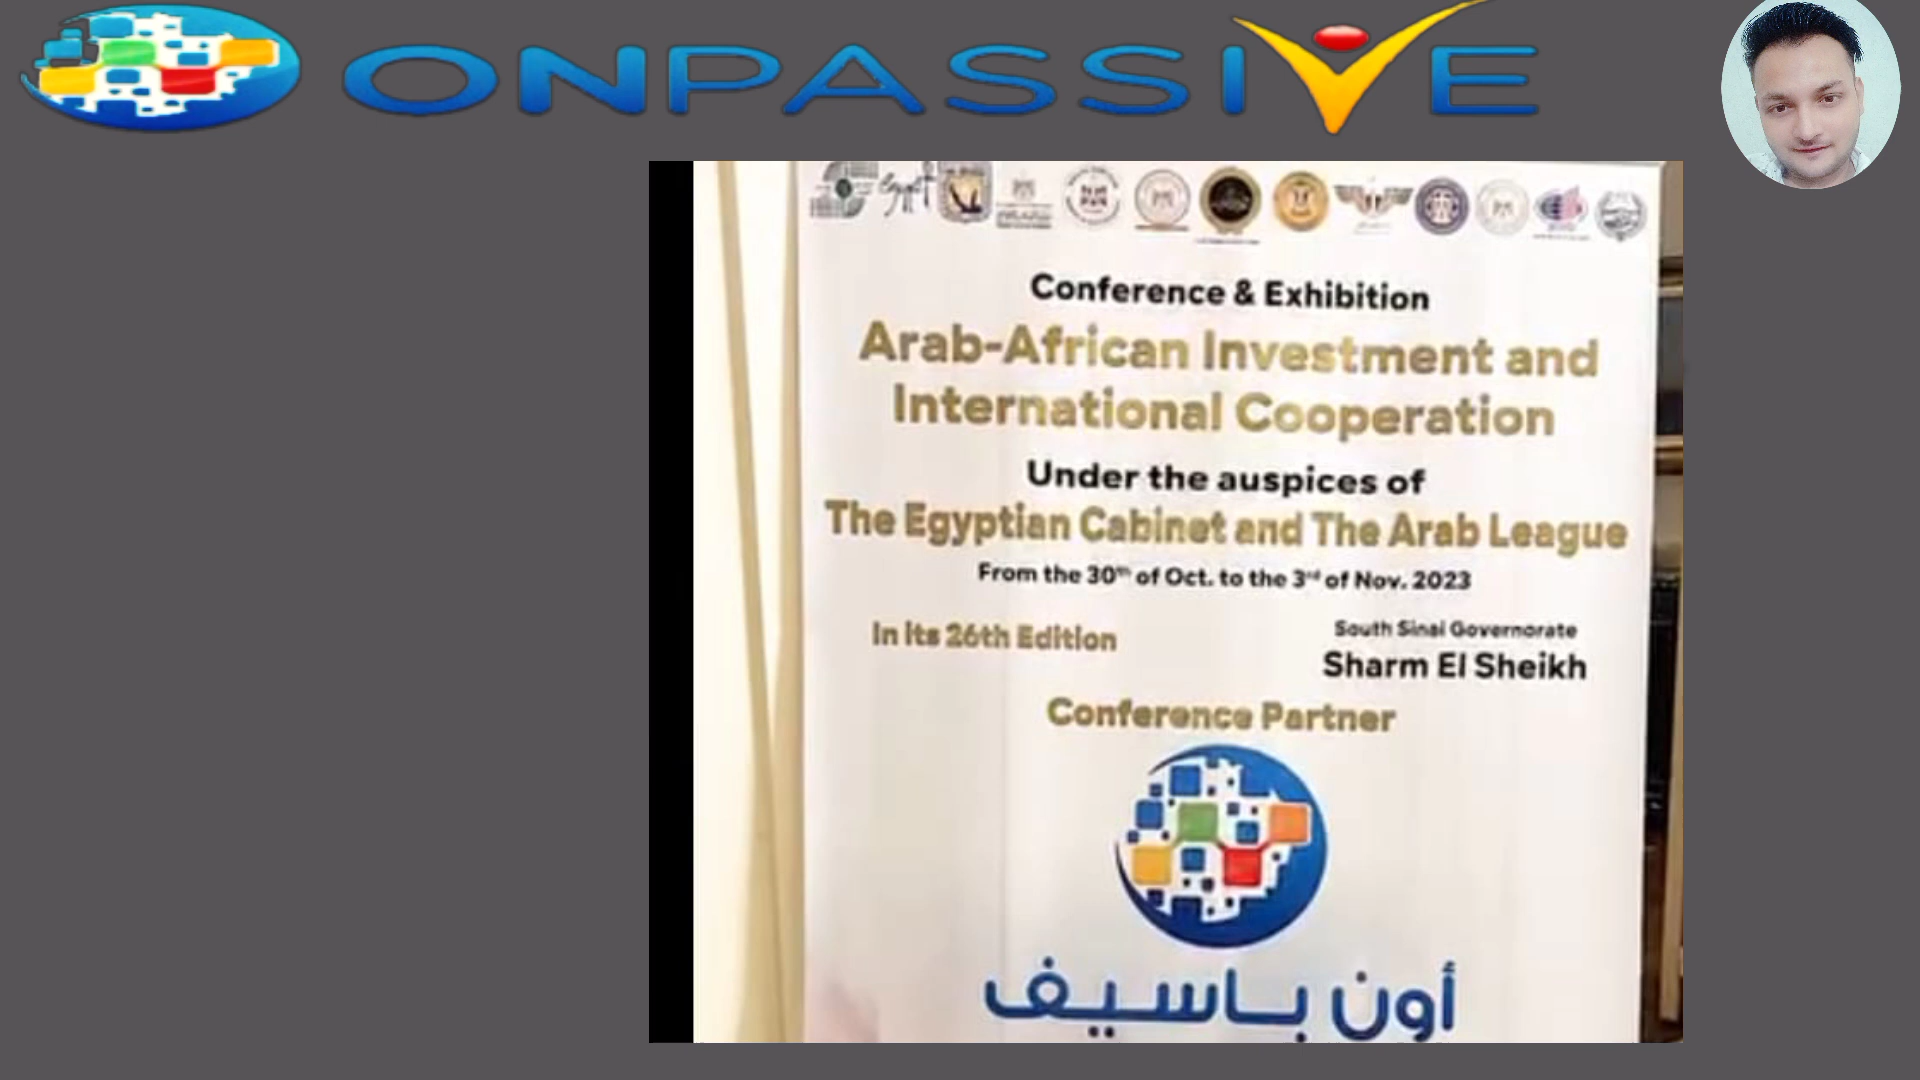 ONPASSIVE
egypt
Conference & Exhibition
Arab-African Investment and
International Cooperation
Under the auspices of
The Egyptian Cabinet and The Arab League
From the 30th of Oct. to the 3rd of Nov. 2023
In its 26th Edition
South Sinai Governorate
Sharm El Sheikh
Conference Partner
أون باسيف